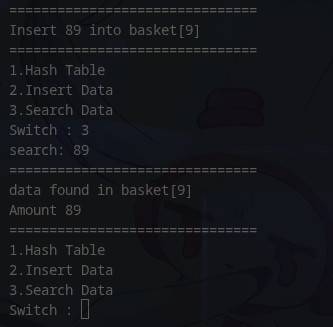 ===============================
Insert 89 into basket[9]
===============================
1.Hash Table
2.Insert Data
3.Search Data
Switch : 3
search: 89
===============================
data found in basket[9]
Amount 89
===============================
1.Hash Table
2.Insert Data
3.Search Data
Switch :